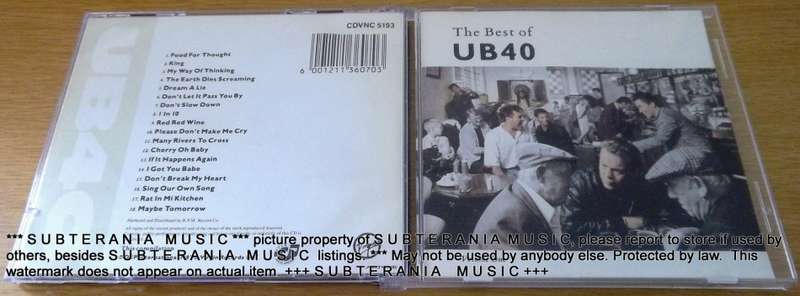 CDVNC 5193
6 001211 360703
1. Food For Thought
2. King
3. My Way Of Thinking
4. The Earth Dies Screaming
5. Dream A Lie
6. Don't Let It Pass You By
7. Don't Slow Down
8. I In 10
9. Red Red Wine
10. Please Don't Make Me Cry
11. Many Rivers To Cross
12. Cherry Oh Baby
13. If It Happens Again
14. I Got You Babe
15. Don't Break My Heart
16. Sing Our Own Song
17. Rat In Mi Kitchen
18. Maybe Tomorrow
This compilation
UB40
The Best of
UB40
*** S U B T E R A N I A M U S I C *** picture property of S U B T E R A N I A M U S I C, please report to store if used by
others, besides S U B T E R A N I A M U S I C listings. *** May not be used by anybody else. Protected by law. This
watermark does not appear on actual item +++ S U B T E R A N I A M U S I C +++